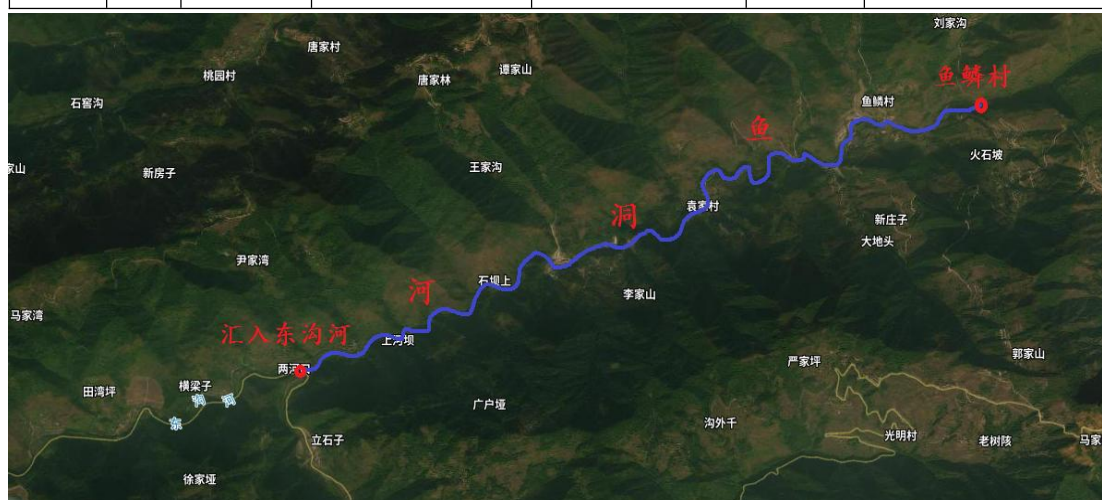 刘家沟
唐家村
鱼鳞村
谭家山
桃园村
唐家林
石窖沟
鱼鳞村
鱼
火石坡
家山
新房子
王家沟
袁家村
洞
新庄子
大地头
尹家湾
石坝上
李家山
河
马家湾
汇入东沟河
上河坝
郭家山
严家坪
两河口
横梁子
田湾坪
东沟河
广户垭
沟外千
立石子
光明村
老树陔
马家
徐家垭